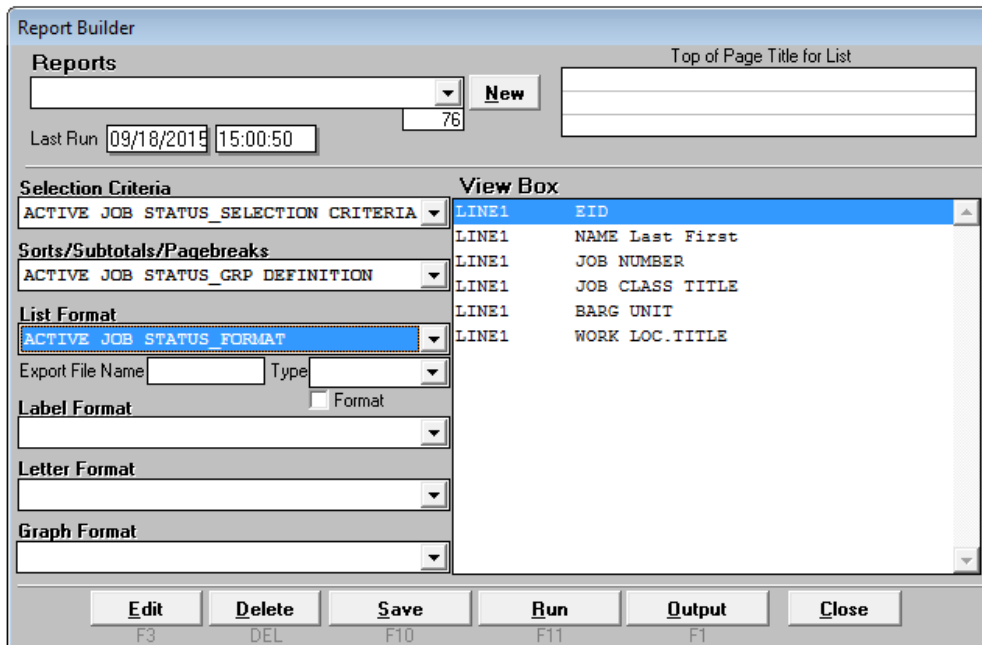 Report Builder
Reports
Top of Page Title for List
New
76
Last Run 09/18/2015 15:00:50
Selection Criteria
View Box
ACTIVE JOB STATUS_SELECTION CRITERIA
LINE1 EID
LINE1 NAME Last First
Sorts/Subtotals/Pagebreaks
LINE1 JOB NUMBER
ACTIVE JOB STATUS_GRP DEFINITION
LINE1 JOB CLASS TITLE
List Format
LINE1 BARG UNIT
ACTIVE JOB STATUS_FORMAT
LINE1 WORK LOC.TITLE
Export File Name Type
Format
Label Format
Letter Format
Graph Format
Edit Delete Save Run Output Close
F3 DEL F10 F11 F1